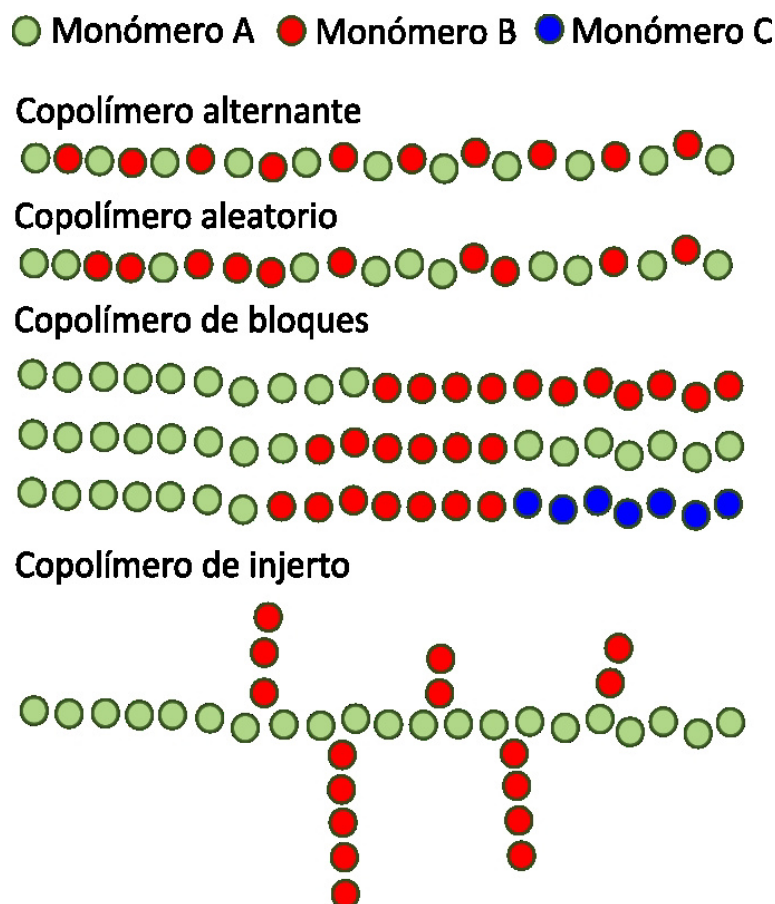 Monómero A Monómero B Monómero C
Copolímero alternante
Copolímero aleatorio
Copolímero de bloques
Copolímero de injerto